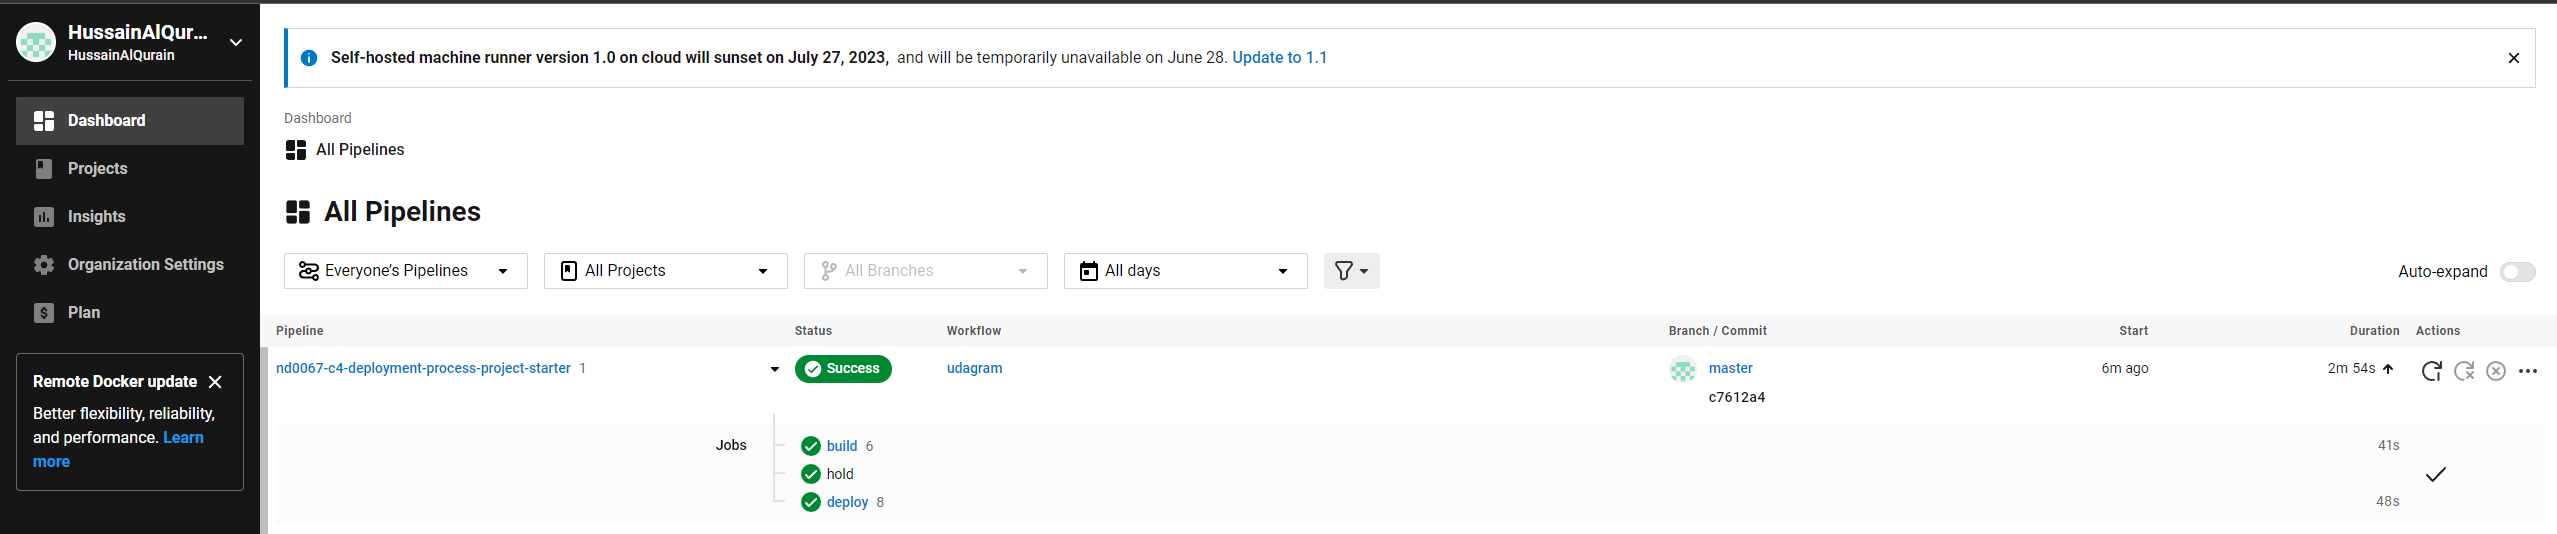 HussainAlQur...
HussainAlQurain
Dashboard
Projects
Insights
Organization Settings
Plan
Remote Docker update
Better flexibility, reliability,
and performance. Learn
more
Self-hosted machine runner version 1.0 on cloud will sunset on July 27, 2023, and will be temporarily unavailable on June 28. Update to 1.1
Dashboard
All Pipelines
All Pipelines
Everyone's Pipelines All Projects All Branches All days Auto-expand
Pipeline Status Workflow Branch / Commit Start Duration Actions
nd0067-c4-deployment-process-project-starter 1 Success udagram master 6m ago 2m 54s
c7612a4
Jobs build 6 41s
hold
deploy 8 48s